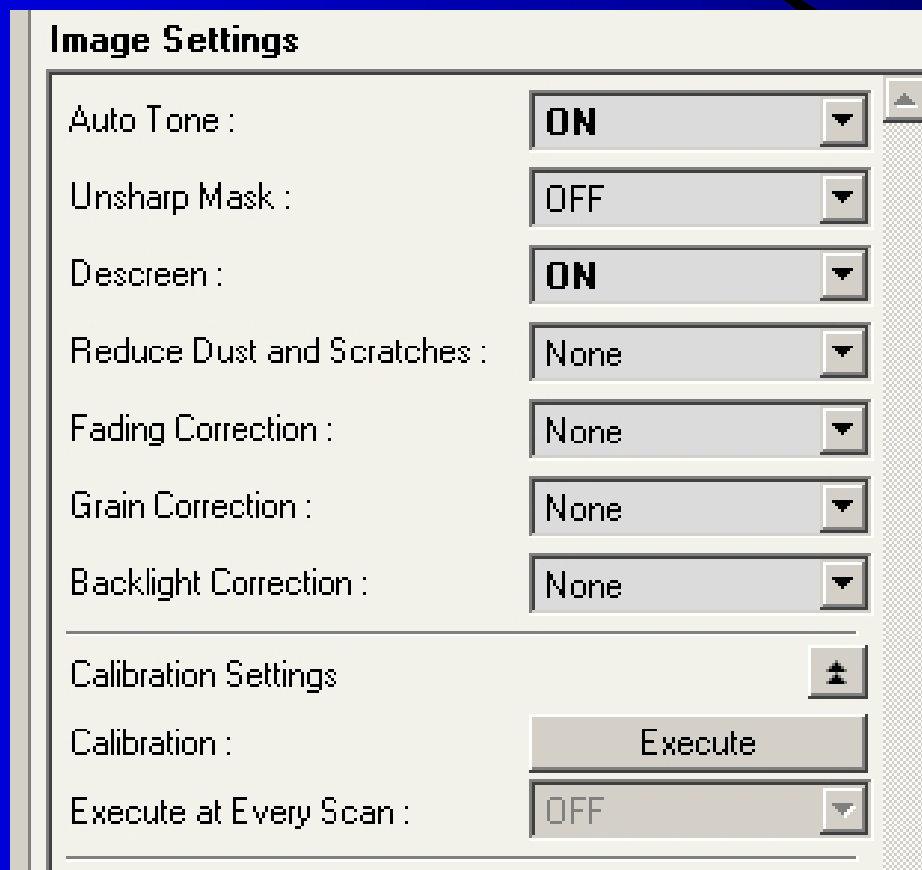 Image Settings
Auto Tone : ON
Unsharp Mask : OFF
Descreen : ON
Reduce Dust and Scratches : None
Fading Correction : None
Grain Correction : None
Backlight Correction : None
Calibration Settings
Calibration : Execute
Execute at Every Scan : OFF